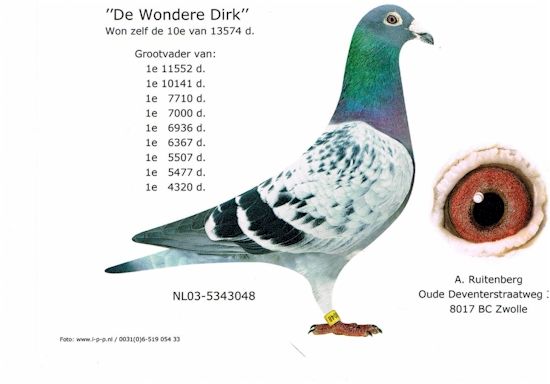 "De Wondere Dirk"
Won zelf de 10e van 13574 d.
Grootvader van:
1e 11552 d.
1e 10141 d.
1e 7710 d.
1e 7000 d.
1e 6936 d.
1e 6367 d.
1e 5507 d.
1e 5477 d.
1e 4320 d.
NL03-5343048
A. Ruitenberg
Oude Deventerstraatweg
8017 BC Zwolle
Foto: www.i-p-p.nl / 0031(0)6-519 054 33